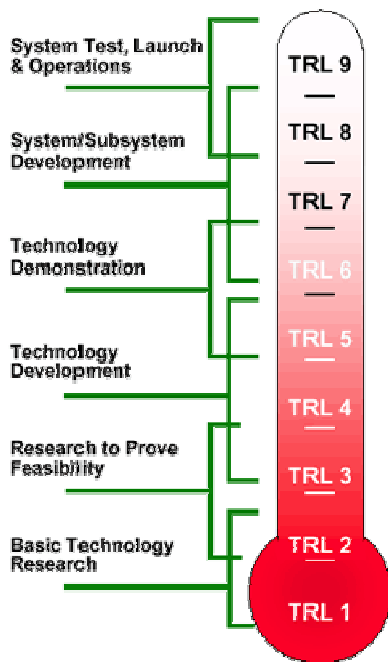 System Test, Launch
& Operations
System/Subsystem
Development
Technology
Demonstration
Technology
Development
Research to Prove
Feasibility
Basic Technology
Research
TRL 9
TRL 8
TRL 7
TRL 6
TRL 5
TRL 4
TRL 3
TRL 2
TRL 1